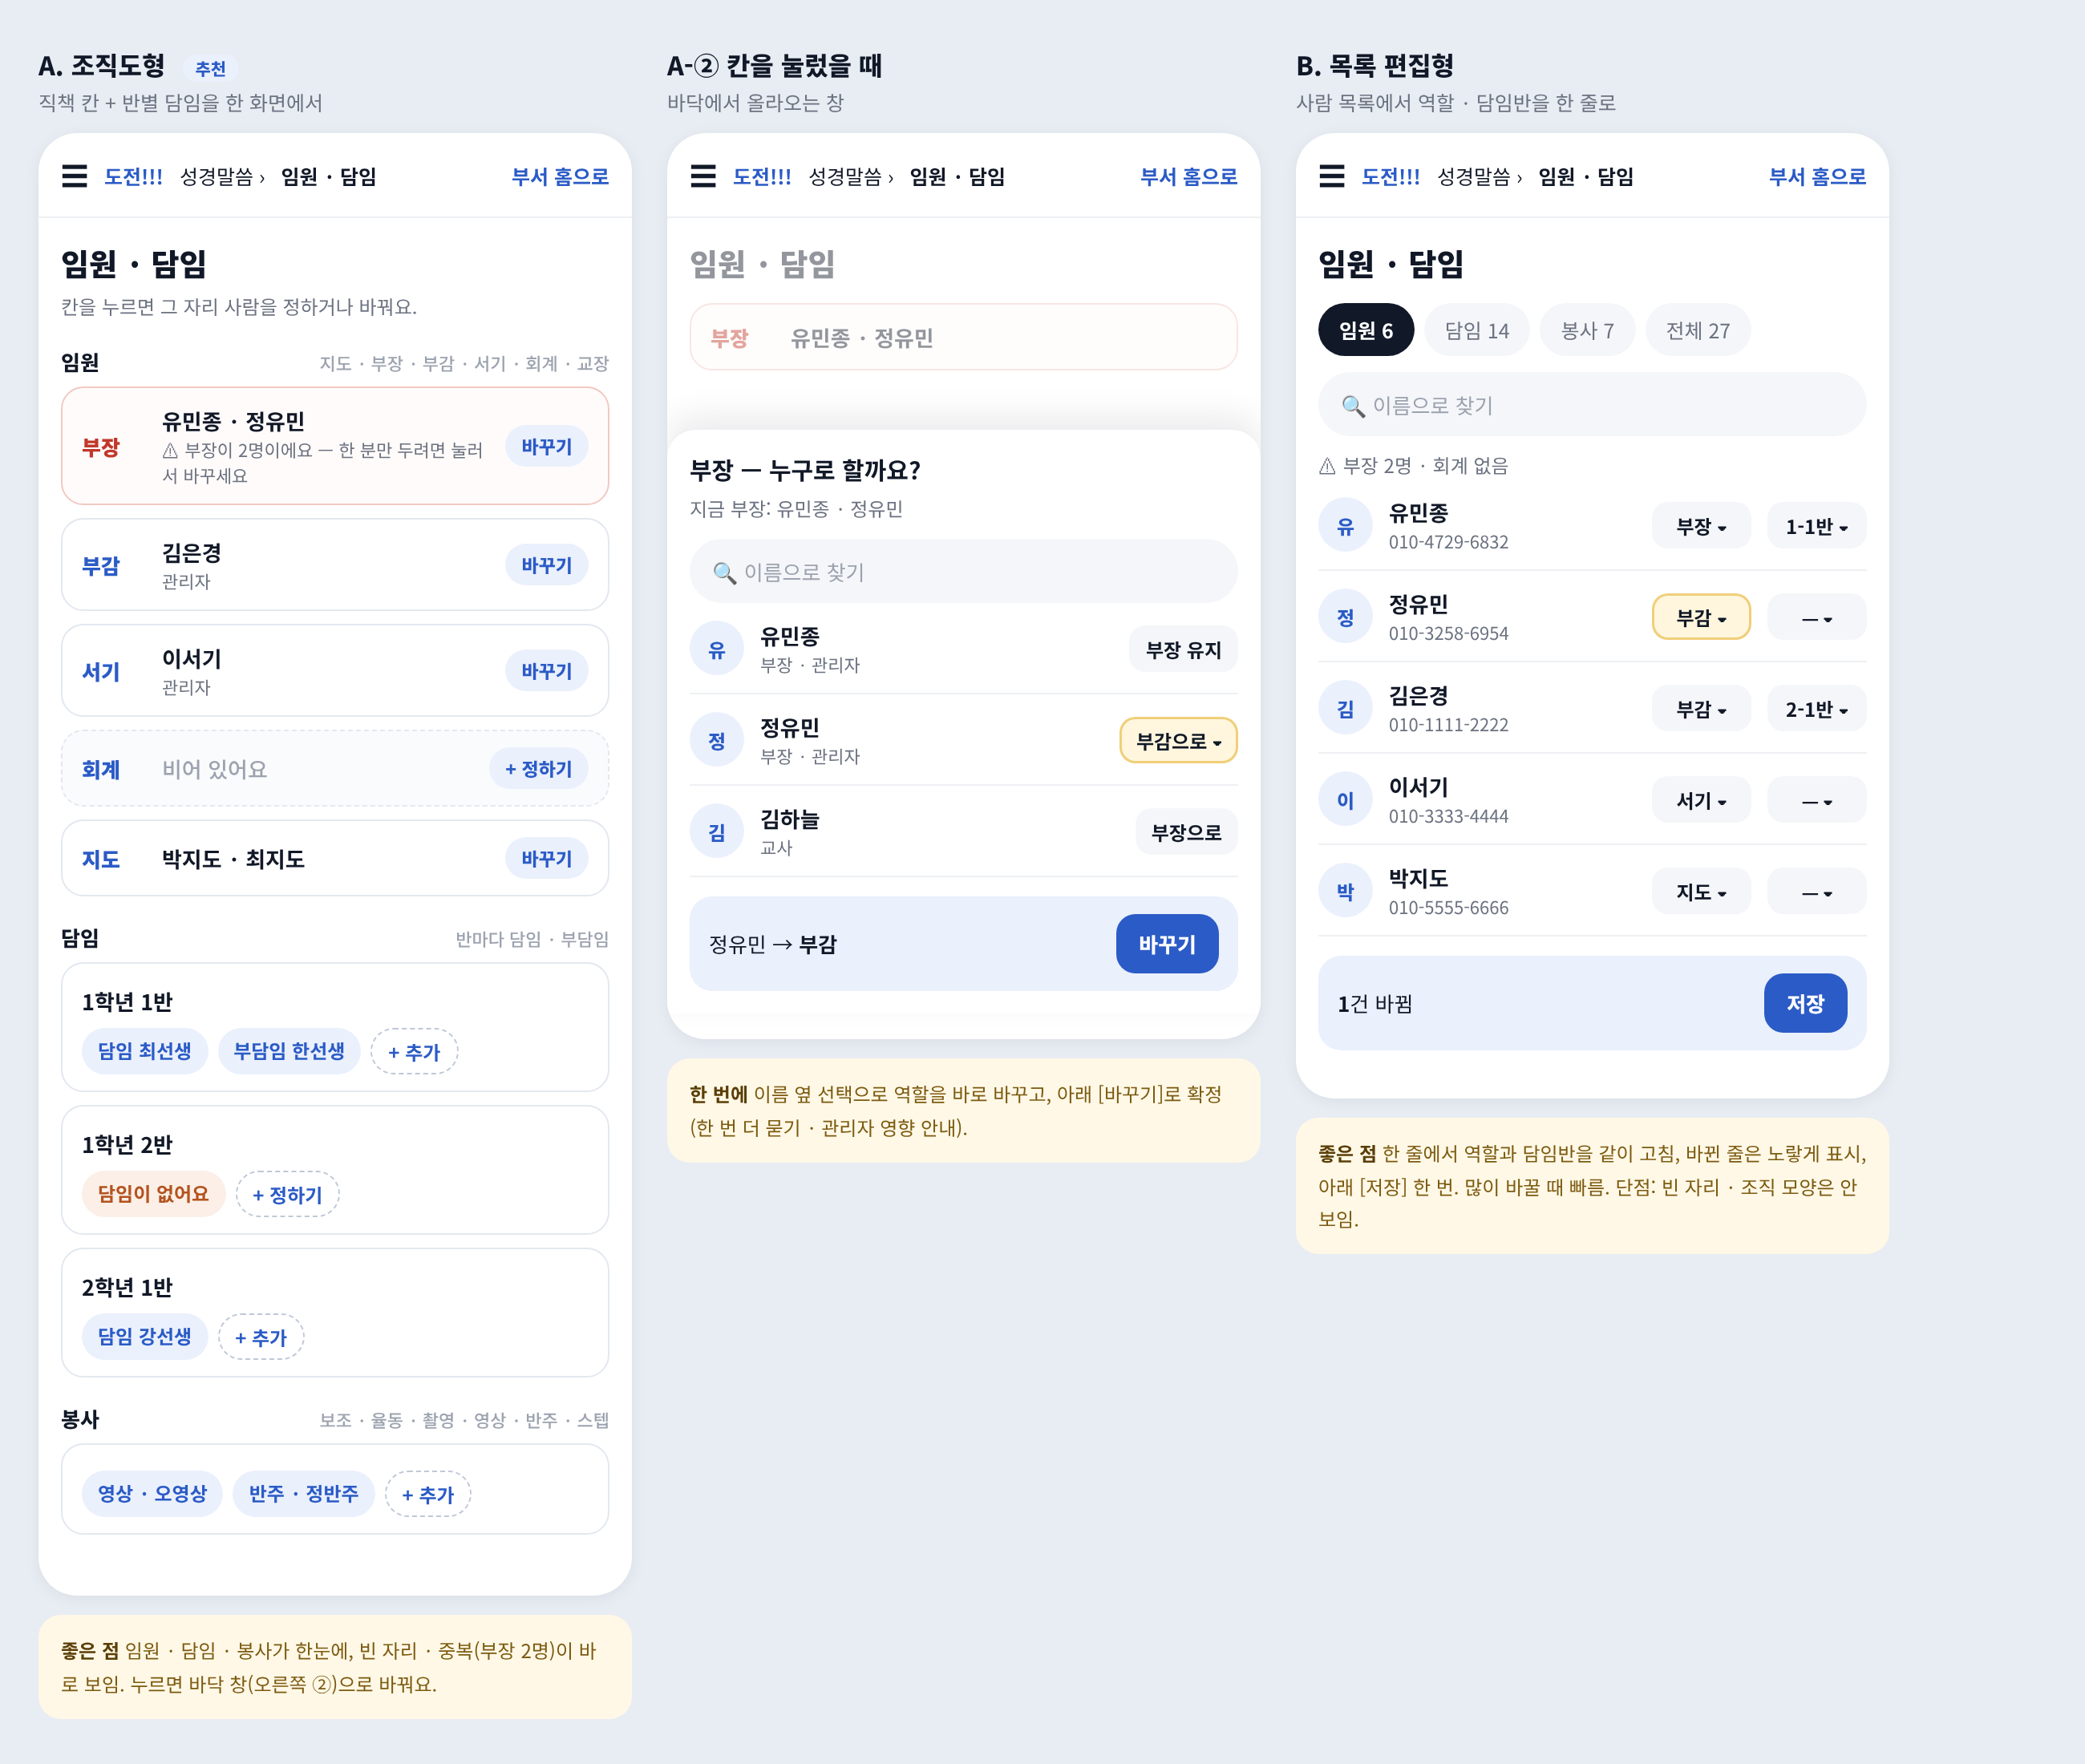 A. 조직도형 추천
직책 칸 + 반별 담임을 한 화면에서
☰ 도전!!! 성경말씀 › 임원 · 담임 부서 홈으로
임원 · 담임
칸을 누르면 그 자리 사람을 정하거나 바꿔요.
임원 지도 · 부장 · 부감 · 서기 · 회계 · 교장
부장 유민종 · 정유민
⚠ 부장이 2명이에요 — 한 분만 두려면 눌러
서 바꾸세요
바꾸기
부감 김은경
관리자
바꾸기
서기 이서기
관리자
바꾸기
회계 비어 있어요 + 정하기
지도 박지도 · 최지도 바꾸기
담임 반마다 담임 · 부담임
1학년 1반
담임 최선생 부담임 한선생 + 추가
1학년 2반
담임이 없어요 + 정하기
2학년 1반
담임 강선생 + 추가
봉사 보조 · 율동 · 촬영 · 영상 · 반주 · 스텝
영상 · 오영상 반주 · 정반주 + 추가
좋은 점 임원 · 담임 · 봉사가 한눈에, 빈 자리 · 중복(부장 2명)이 바
로 보임. 누르면 바닥 창(오른쪽 ②)으로 바꿔요.
A-② 칸을 눌렀을 때
바닥에서 올라오는 창
☰ 도전!!! 성경말씀 › 임원 · 담임 부서 홈으로
임원 · 담임
부장 유민종 · 정유민
부장 — 누구로 할까요?
지금 부장: 유민종 · 정유민
🔍 이름으로 찾기
유 유민종
부장 · 관리자
부장 유지
정 정유민
부장 · 관리자
부감으로
김 김하늘
교사
부장으로
정유민 → 부감 바꾸기
한 번에 이름 옆 선택으로 역할을 바로 바꾸고, 아래 [바꾸기]로 확정
(한 번 더 묻기 · 관리자 영향 안내).
B. 목록 편집형
사람 목록에서 역할 · 담임반을 한 줄로
☰ 도전!!! 성경말씀 › 임원 · 담임 부서 홈으로
임원 · 담임
임원 6 담임 14 봉사 7 전체 27
🔍 이름으로 찾기
⚠ 부장 2명 · 회계 없음
유 유민종
010-4729-6832
부장 1-1반
정 정유민
010-3258-6954
부감 —
김 김은경
010-1111-2222
부감 2-1반
이 이서기
010-3333-4444
서기 —
박 박지도
010-5555-6666
지도 —
1건 바뀜 저장
좋은 점 한 줄에서 역할과 담임반을 같이 고침, 바뀐 줄은 노랗게 표시,
아래 [저장] 한 번. 많이 바꿀 때 빠름. 단점: 빈 자리 · 조직 모양은 안
보임.